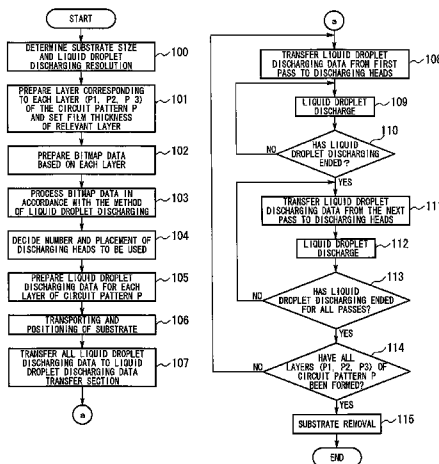 START
DETERMINE SUBSTRATE SIZE
AND LIQUID DROPLET
DISCHARGING RESOLUTION
100
PREPARE LAYER CORRESPONDING
TO EACH LAYER (P1, P2, P 3)
OF THE CIRCUIT PATTERN P
AND SET FILM THICKNESS
OF RELEVANT LAYER
101
PREPARE BITMAP DATA
BASED ON EACH LAYER
102
PROCESS BITMAP DATA IN
ACCORDANCE WITH THE METHOD
OF LIQUID DROPLET DISCHARGING
103
DECIDE NUMBER AND PLACEMENT OF
DISCHARGING HEADS TO BE USED
104
PREPARE LIQUID DROPLET
DISCHARGING DATA FOR EACH
LAYER OF CIRCUIT PATTERN P
105
TRANSPORTING AND
POSITIONING OF SUBSTRATE
106
TRANSFER ALL LIQUID DROPLET
DISCHARGING DATA TO LIQUID
DROPLET DISCHARGING DATA
TRANSFER SECTION
107
a
a
TRANSFER LIQUID DROPLET
DISCHARGING DATA FROM FIRST
PASS TO DISCHARGING HEADS
108
LIQUID DROPLET
DISCHARGE
109
HAS LIQUID
DROPLET DISCHARGING
ENDED?
110
NO
YES
TRANSFER LIQUID DROPLET
DISCHARGING DATA FROM THE NEXT
PASS TO DISCHARGING HEADS
111
LIQUID DROPLET
DISCHARGE
112
HAS LIQUID
DROPLET DISCHARGING ENDED
FOR ALL PASSES?
113
NO
YES
HAVE ALL
LAYERS (P1, P2, P 3) OF
CIRCUIT PATTERN P
BEEN FORMED?
114
NO
YES
SUBSTRATE REMOVAL
115
END